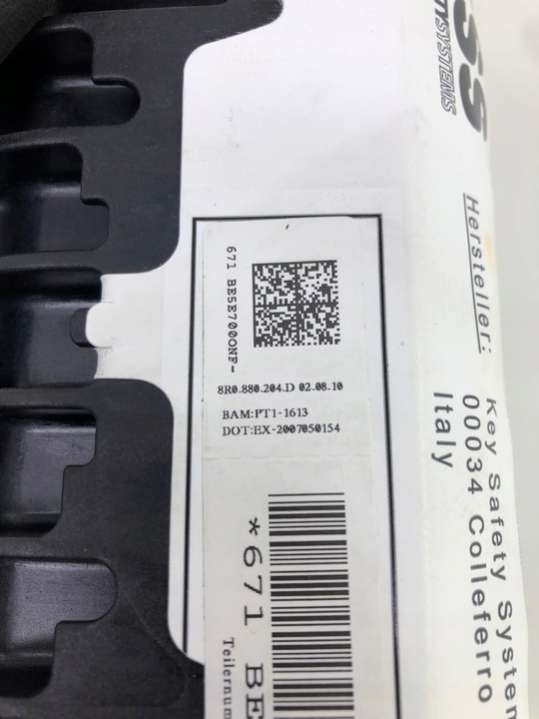 SS
SYSTEMS
Hersteller:
Key Safety System
00034 Colleferro
Italy
671 BE5E7000NP-
8R0.880.204.D 02.08.10
BAM:PT1-1613
DOT:EX-2007050154
*671 BE
Teilernum